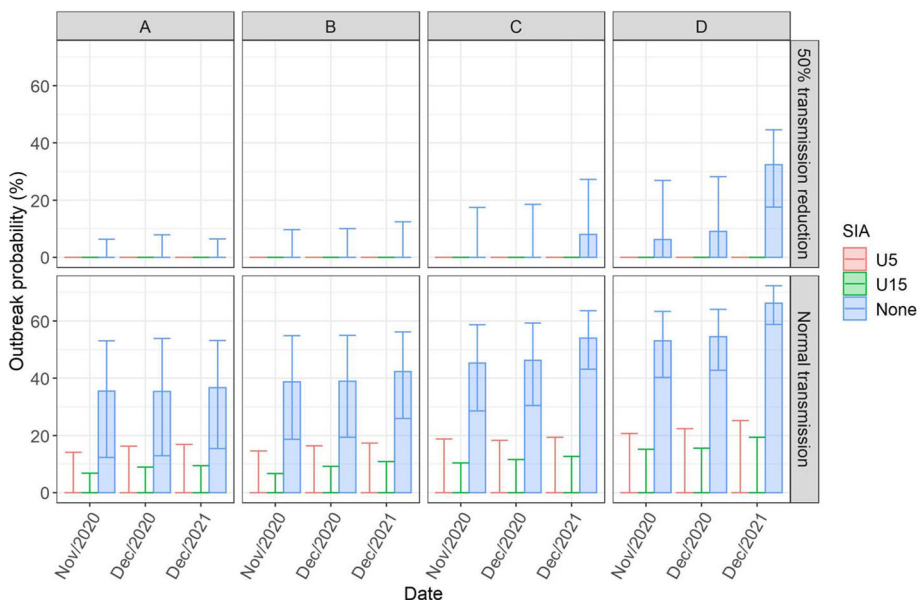 A B C D
60
40
20
0
50% transmission reduction
60
40
20
0
Normal transmission
Outbreak probability (%)
SIA
U5
U15
None
Nov/2020 Dec/2020 Dec/2021 Nov/2020 Dec/2020 Dec/2021 Nov/2020 Dec/2020 Dec/2021 Nov/2020 Dec/2020 Dec/2021
Date